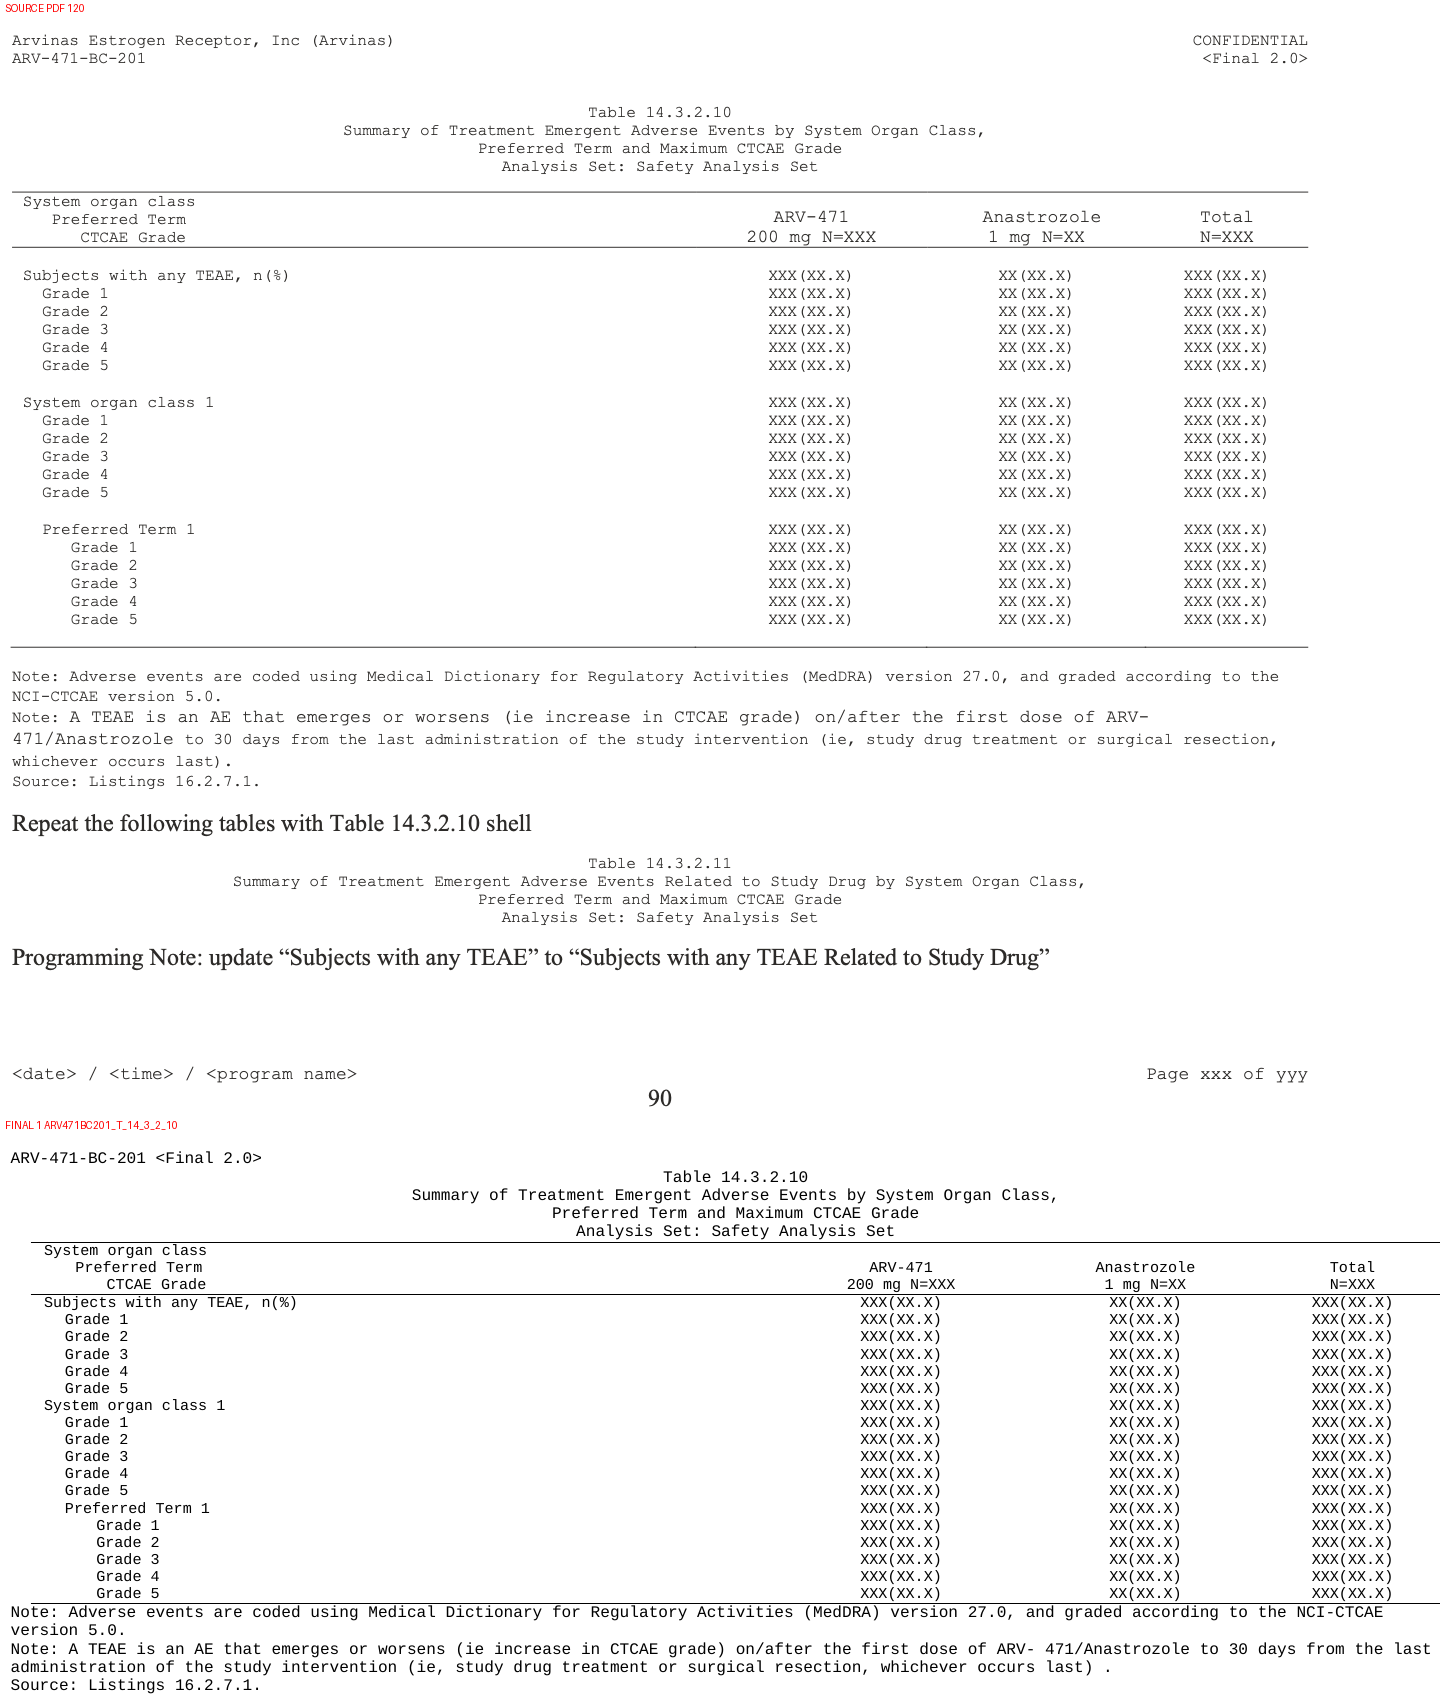 SOURCE PDF 120
Arvinas Estrogen Receptor, Inc (Arvinas) CONFIDENTIAL
ARV-471-BC-201 <Final 2.0>
Table 14.3.2.10
Summary of Treatment Emergent Adverse Events by System Organ Class,
Preferred Term and Maximum CTCAE Grade
Analysis Set: Safety Analysis Set
System organ class
Preferred Term ARV-471 Anastrozole Total
CTCAE Grade 200 mg N=XXX 1 mg N=XX N=XXX
Subjects with any TEAE, n(%) XXX(XX.X) XX(XX.X) XXX(XX.X)
Grade 1 XXX(XX.X) XX(XX.X) XXX(XX.X)
Grade 2 XXX(XX.X) XX(XX.X) XXX(XX.X)
Grade 3 XXX(XX.X) XX(XX.X) XXX(XX.X)
Grade 4 XXX(XX.X) XX(XX.X) XXX(XX.X)
Grade 5 XXX(XX.X) XX(XX.X) XXX(XX.X)
System organ class 1 XXX(XX.X) XX(XX.X) XXX(XX.X)
Grade 1 XXX(XX.X) XX(XX.X) XXX(XX.X)
Grade 2 XXX(XX.X) XX(XX.X) XXX(XX.X)
Grade 3 XXX(XX.X) XX(XX.X) XXX(XX.X)
Grade 4 XXX(XX.X) XX(XX.X) XXX(XX.X)
Grade 5 XXX(XX.X) XX(XX.X) XXX(XX.X)
Preferred Term 1 XXX(XX.X) XX(XX.X) XXX(XX.X)
Grade 1 XXX(XX.X) XX(XX.X) XXX(XX.X)
Grade 2 XXX(XX.X) XX(XX.X) XXX(XX.X)
Grade 3 XXX(XX.X) XX(XX.X) XXX(XX.X)
Grade 4 XXX(XX.X) XX(XX.X) XXX(XX.X)
Grade 5 XXX(XX.X) XX(XX.X) XXX(XX.X)
Note: Adverse events are coded using Medical Dictionary for Regulatory Activities (MedDRA) version 27.0, and graded according to the
NCI-CTCAE version 5.0.
Note: A TEAE is an AE that emerges or worsens (ie increase in CTCAE grade) on/after the first dose of ARV-
471/Anastrozole to 30 days from the last administration of the study intervention (ie, study drug treatment or surgical resection,
whichever occurs last).
Source: Listings 16.2.7.1.
Repeat the following tables with Table 14.3.2.10 shell
Table 14.3.2.11
Summary of Treatment Emergent Adverse Events Related to Study Drug by System Organ Class,
Preferred Term and Maximum CTCAE Grade
Analysis Set: Safety Analysis Set
Programming Note: update “Subjects with any TEAE” to “Subjects with any TEAE Related to Study Drug”
<date> / <time> / <program name> Page xxx of yyy
90
FINAL 1 ARV471BC201_T_14_3_2_10
ARV-471-BC-201 <Final 2.0>
Table 14.3.2.10
Summary of Treatment Emergent Adverse Events by System Organ Class,
Preferred Term and Maximum CTCAE Grade
Analysis Set: Safety Analysis Set
System organ class
Preferred Term ARV-471 Anastrozole Total
CTCAE Grade 200 mg N=XXX 1 mg N=XX N=XXX
Subjects with any TEAE, n(%) XXX(XX.X) XX(XX.X) XXX(XX.X)
Grade 1 XXX(XX.X) XX(XX.X) XXX(XX.X)
Grade 2 XXX(XX.X) XX(XX.X) XXX(XX.X)
Grade 3 XXX(XX.X) XX(XX.X) XXX(XX.X)
Grade 4 XXX(XX.X) XX(XX.X) XXX(XX.X)
Grade 5 XXX(XX.X) XX(XX.X) XXX(XX.X)
System organ class 1 XXX(XX.X) XX(XX.X) XXX(XX.X)
Grade 1 XXX(XX.X) XX(XX.X) XXX(XX.X)
Grade 2 XXX(XX.X) XX(XX.X) XXX(XX.X)
Grade 3 XXX(XX.X) XX(XX.X) XXX(XX.X)
Grade 4 XXX(XX.X) XX(XX.X) XXX(XX.X)
Grade 5 XXX(XX.X) XX(XX.X) XXX(XX.X)
Preferred Term 1 XXX(XX.X) XX(XX.X) XXX(XX.X)
Grade 1 XXX(XX.X) XX(XX.X) XXX(XX.X)
Grade 2 XXX(XX.X) XX(XX.X) XXX(XX.X)
Grade 3 XXX(XX.X) XX(XX.X) XXX(XX.X)
Grade 4 XXX(XX.X) XX(XX.X) XXX(XX.X)
Grade 5 XXX(XX.X) XX(XX.X) XXX(XX.X)
Note: Adverse events are coded using Medical Dictionary for Regulatory Activities (MedDRA) version 27.0, and graded according to the NCI-CTCAE
version 5.0.
Note: A TEAE is an AE that emerges or worsens (ie increase in CTCAE grade) on/after the first dose of ARV- 471/Anastrozole to 30 days from the last
administration of the study intervention (ie, study drug treatment or surgical resection, whichever occurs last) .
Source: Listings 16.2.7.1.